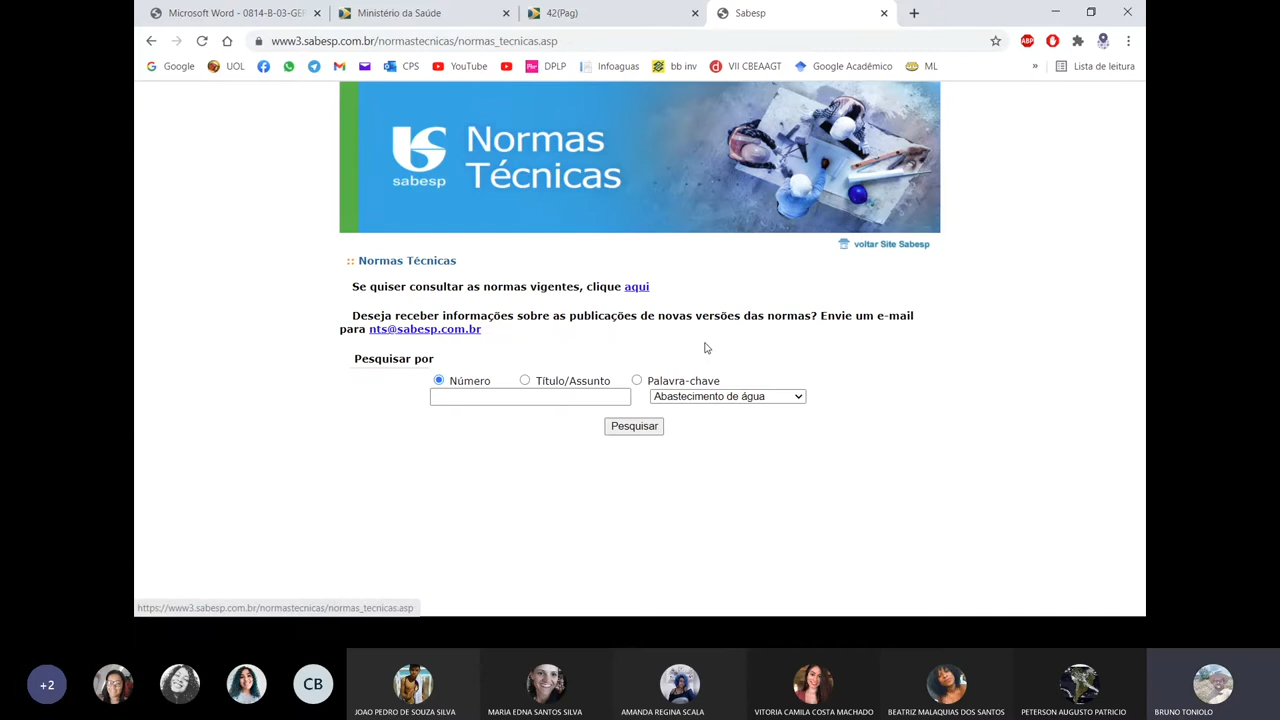 Microsoft Word - 0814-B-03-GEF
Ministério da Saúde
42(Pag)
Sabesp
www3.sabesp.com.br/normastecnicas/normas_tecnicas.asp
ABP
Google
UOL
CPS
YouTube
DPLP
Infoaguas
bb inv
VII CBEAAGT
Google Acadêmico
ML
»
Lista de leitura
Normas
Técnicas
sabesp
voltar Site Sabesp
:: Normas Técnicas
Se quiser consultar as normas vigentes, clique aqui
Deseja receber informações sobre as publicações de novas versões das normas? Envie um e-mail
para nts@sabesp.com.br
Pesquisar por
Número Título/Assunto Palavra-chave
Abastecimento de água
Pesquisar
https://www3.sabesp.com.br/normastecnicas/normas_tecnicas.asp
+2
CB
JOAO PEDRO DE SOUZA SILVA
MARIA EDNA SANTOS SILVA
AMANDA REGINA SCALA
VITORIA CAMILA COSTA MACHADO
BEATRIZ MALAQUIAS DOS SANTOS
PETERSON AUGUSTO PATRICIO
BRUNO TONIOLO